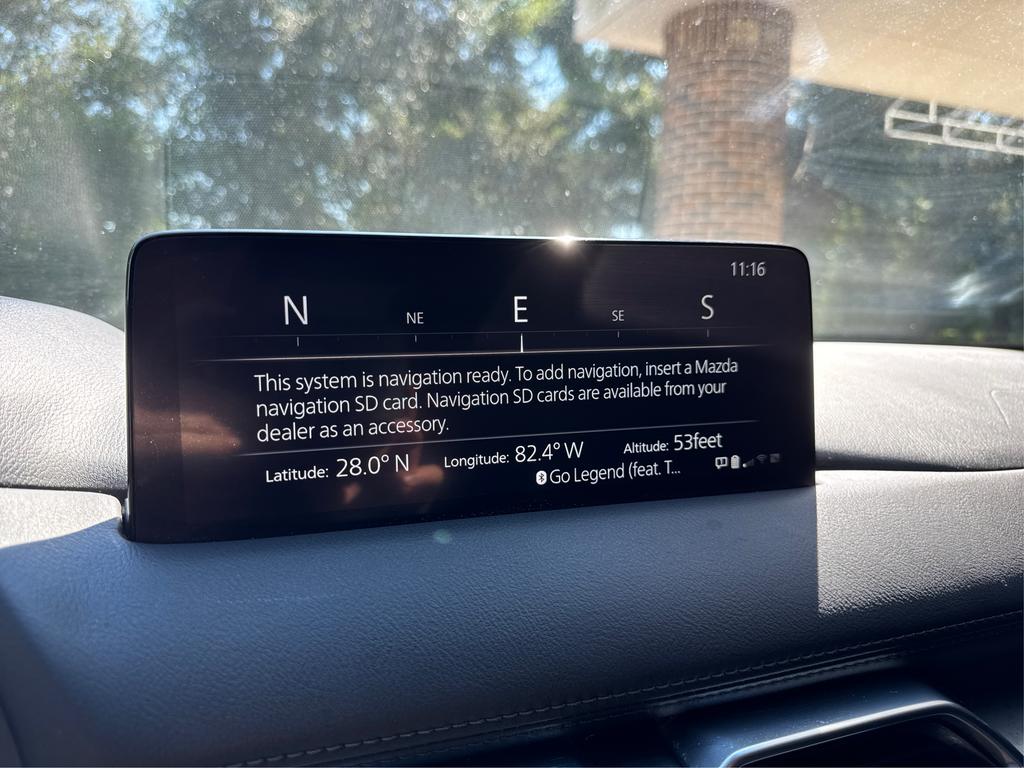 11:16
N NE E SE S
This system is navigation ready. To add navigation, insert a Mazda
navigation SD card. Navigation SD cards are available from your
dealer as an accessory.
Latitude: 28.0° N Longitude: 82.4° W Altitude: 53feet
Go Legend (feat. T...